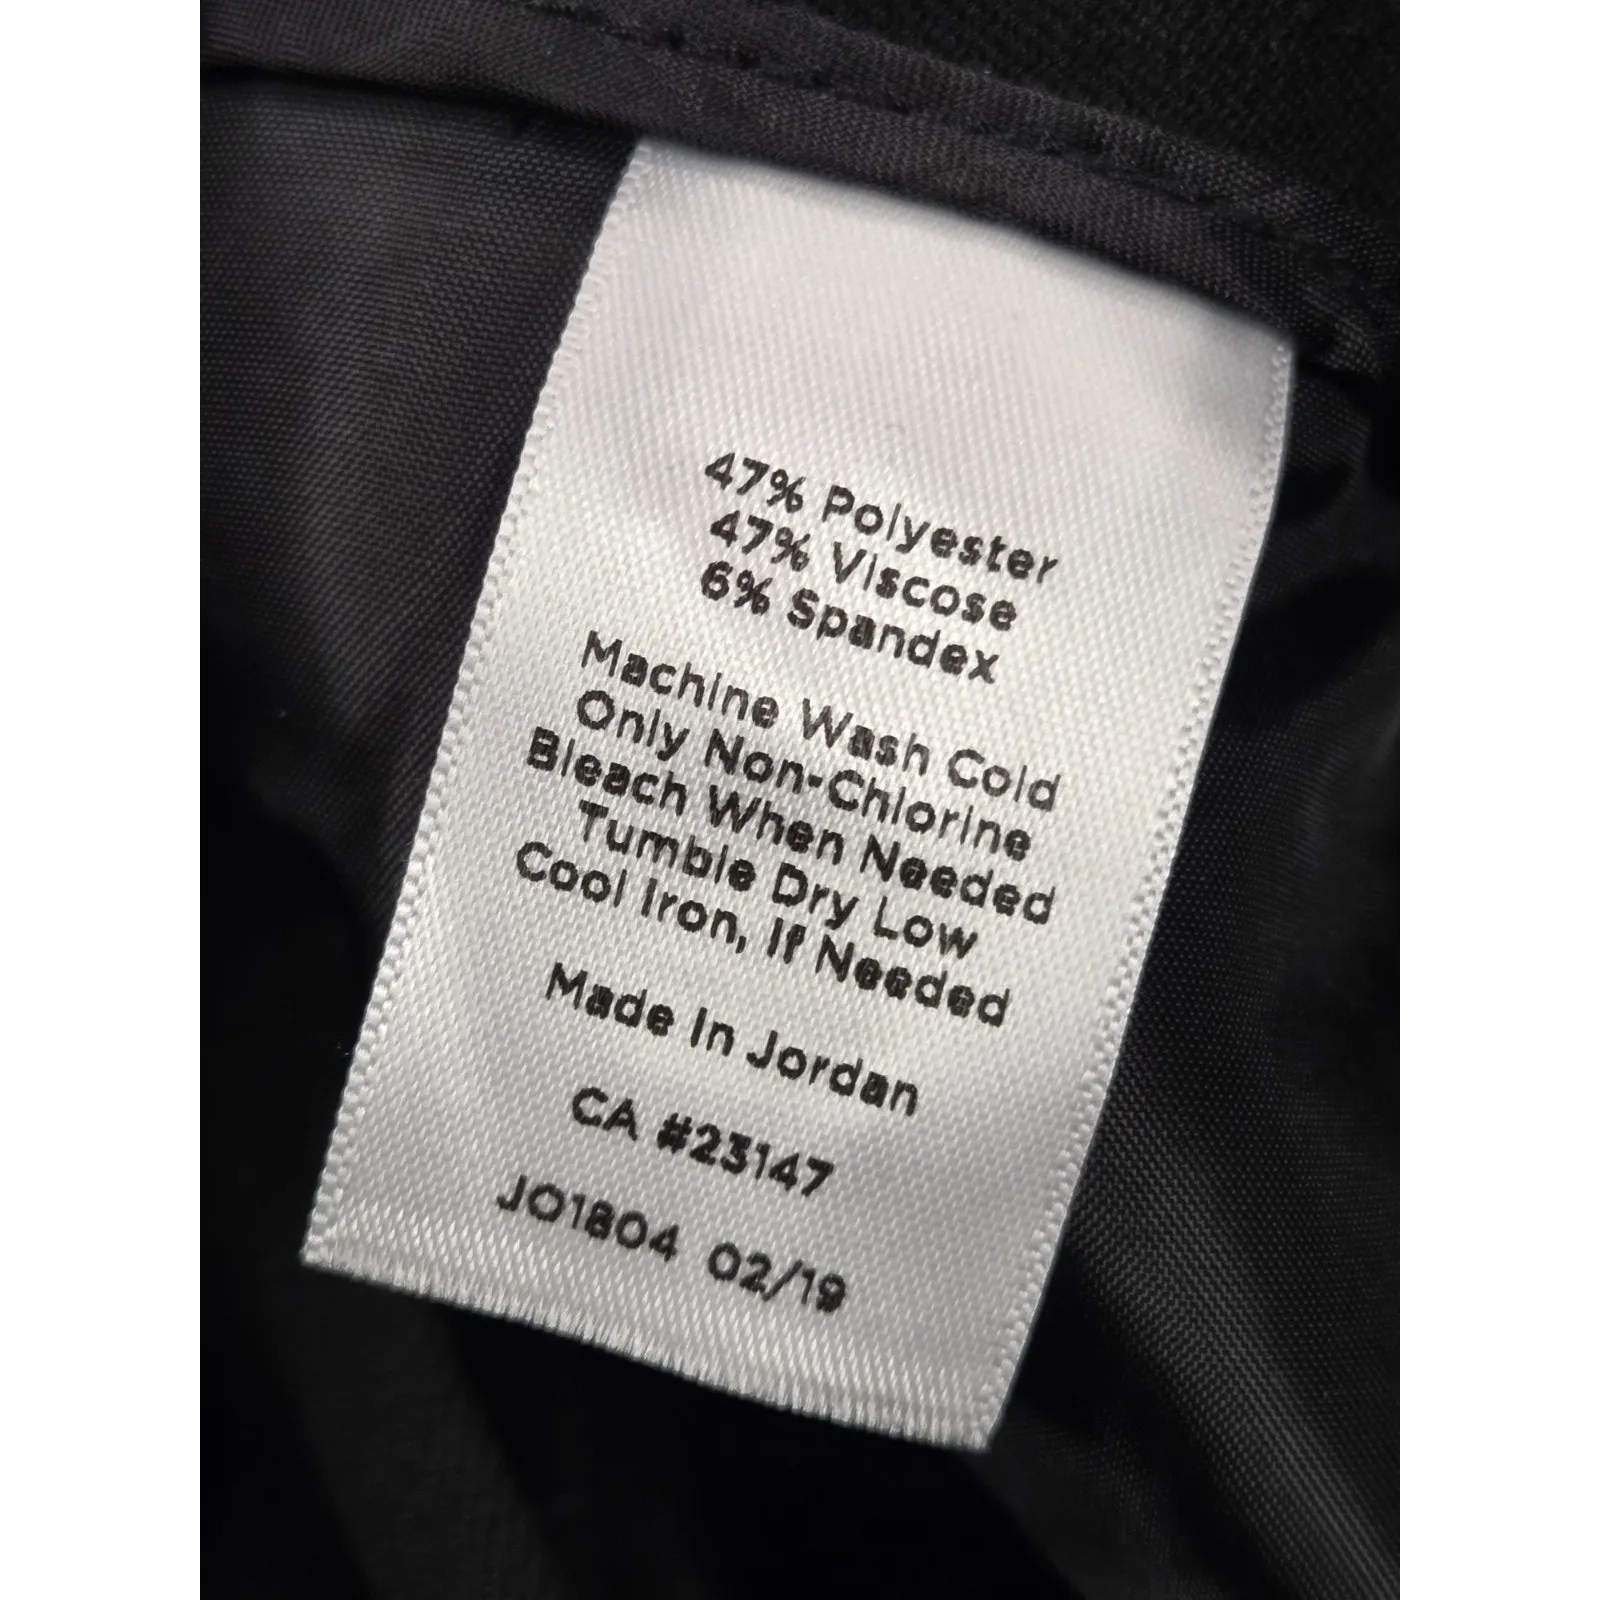 47% Polyester
47% Viscose
6% Spandex
Machine Wash Cold
Only Non-Chlorine
Bleach When Needed
Tumble Dry Low
Cool Iron, If Needed
Made In Jordan
CA #23147
JO1804 02/19